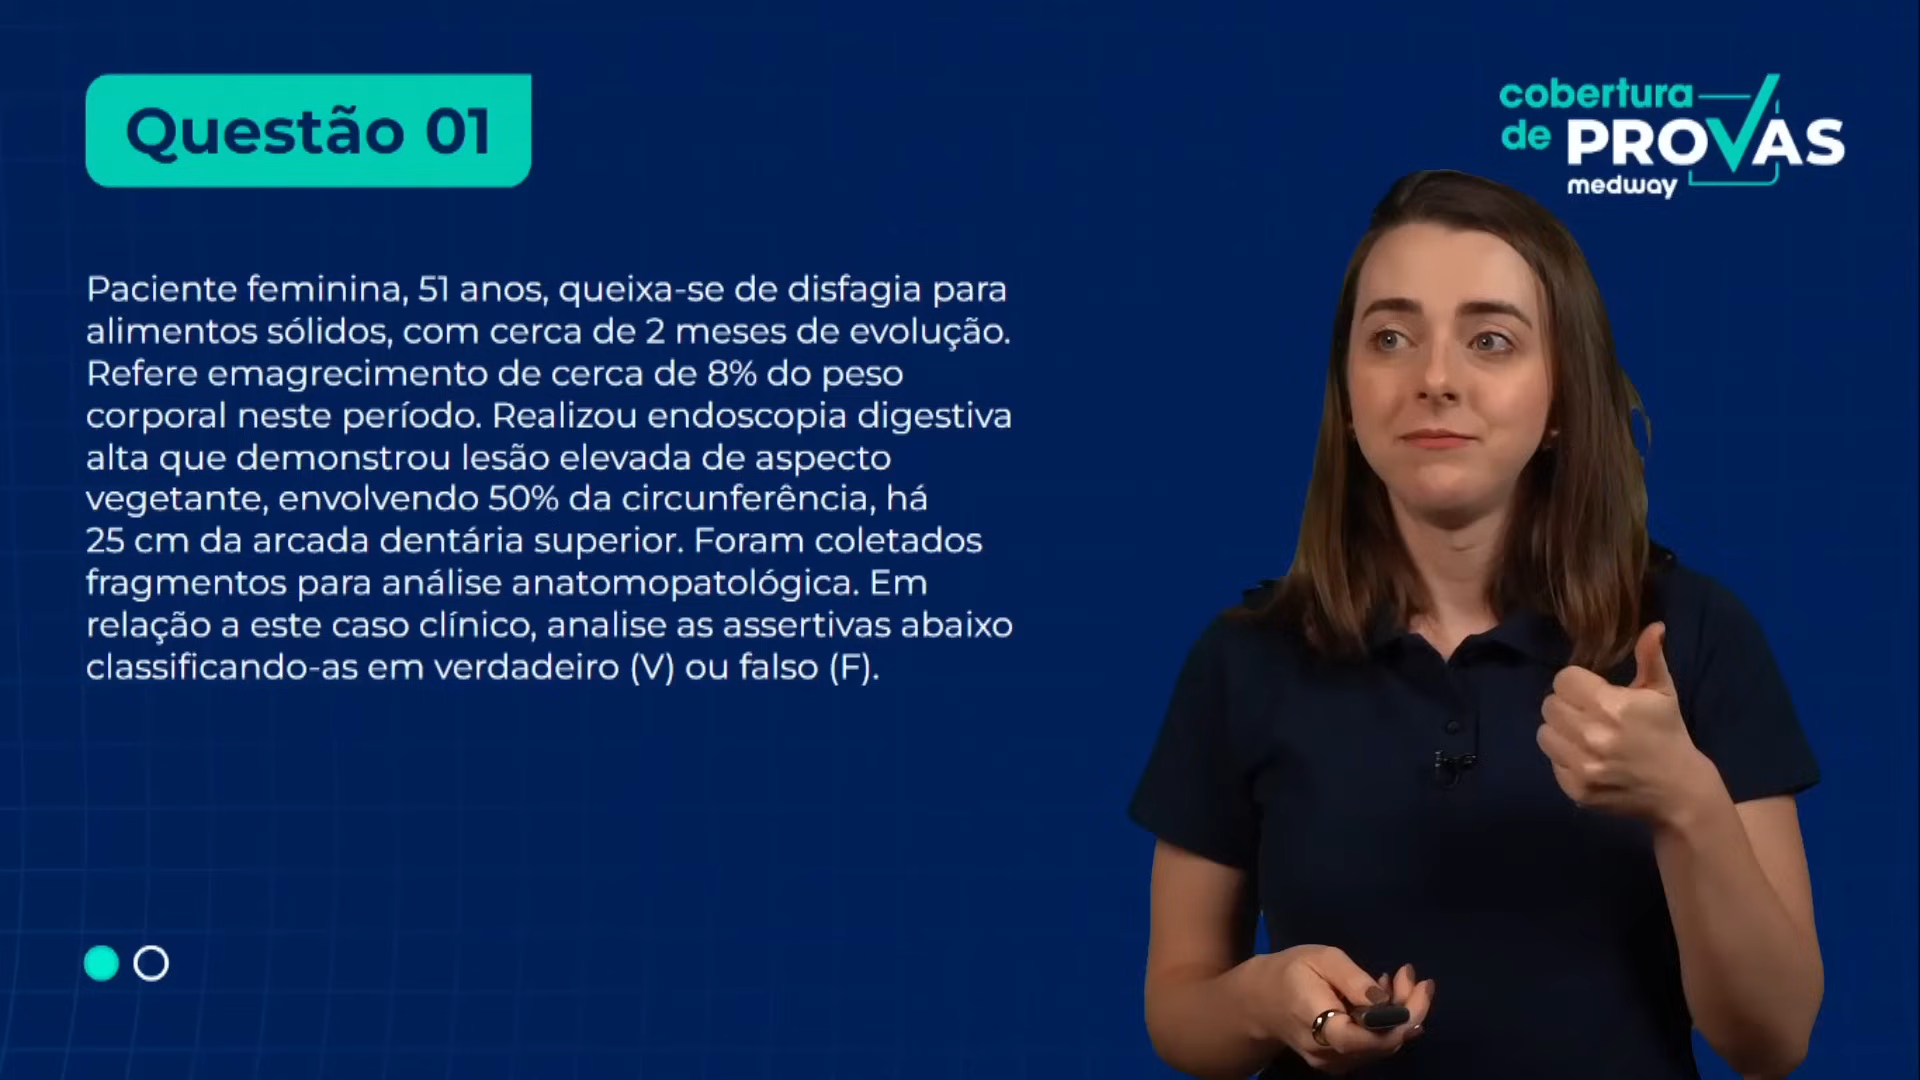 Questão 01
cobertura
de PROVAS
medway
Paciente feminina, 51 anos, queixa-se de disfagia para
alimentos sólidos, com cerca de 2 meses de evolução.
Refere emagrecimento de cerca de 8% do peso
corporal neste período. Realizou endoscopia digestiva
alta que demonstrou lesão elevada de aspecto
vegetante, envolvendo 50% da circunferência, há
25 cm da arcada dentária superior. Foram coletados
fragmentos para análise anatomopatológica. Em
relação a este caso clínico, analise as assertivas abaixo
classificando-as em verdadeiro (V) ou falso (F).